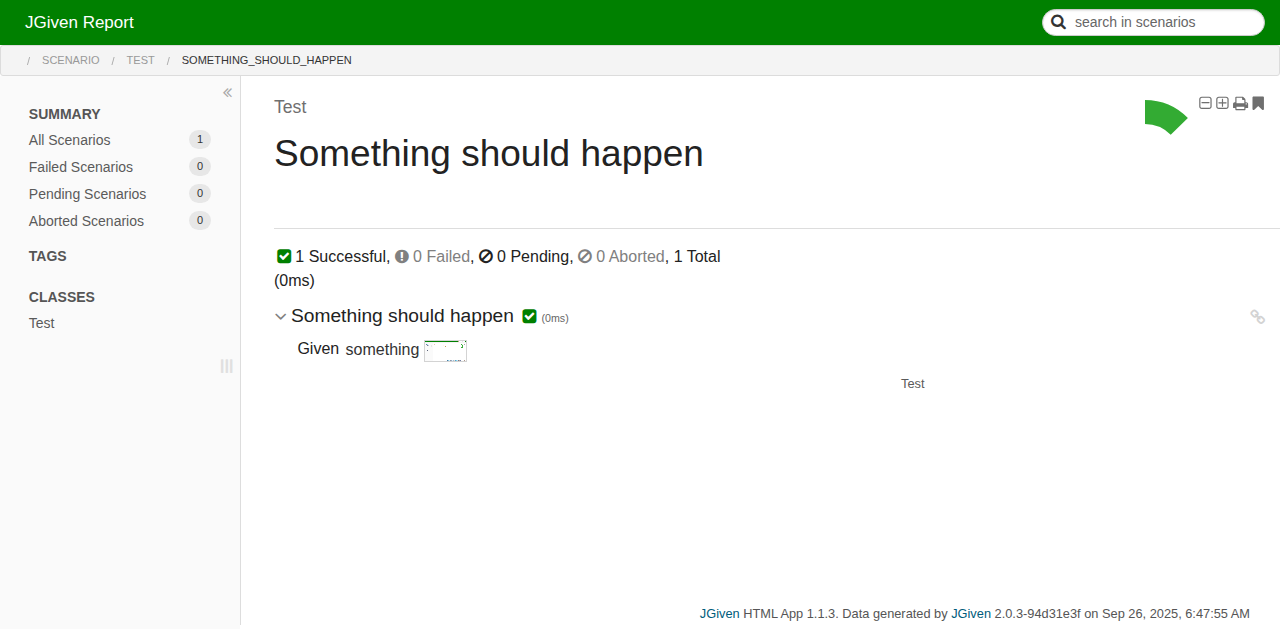 JGiven Report
search in scenarios
/ SCENARIO / TEST / SOMETHING_SHOULD_HAPPEN
SUMMARY
All Scenarios 1
Failed Scenarios 0
Pending Scenarios 0
Aborted Scenarios 0
TAGS
CLASSES
Test
Test
Something should happen
1 Successful, 0 Failed, 0 Pending, 0 Aborted, 1 Total
(0ms)
Something should happen (0ms)
Given something
Test
JGiven HTML App 1.1.3. Data generated by JGiven 2.0.3-94d31e3f on Sep 26, 2025, 6:47:55 AM